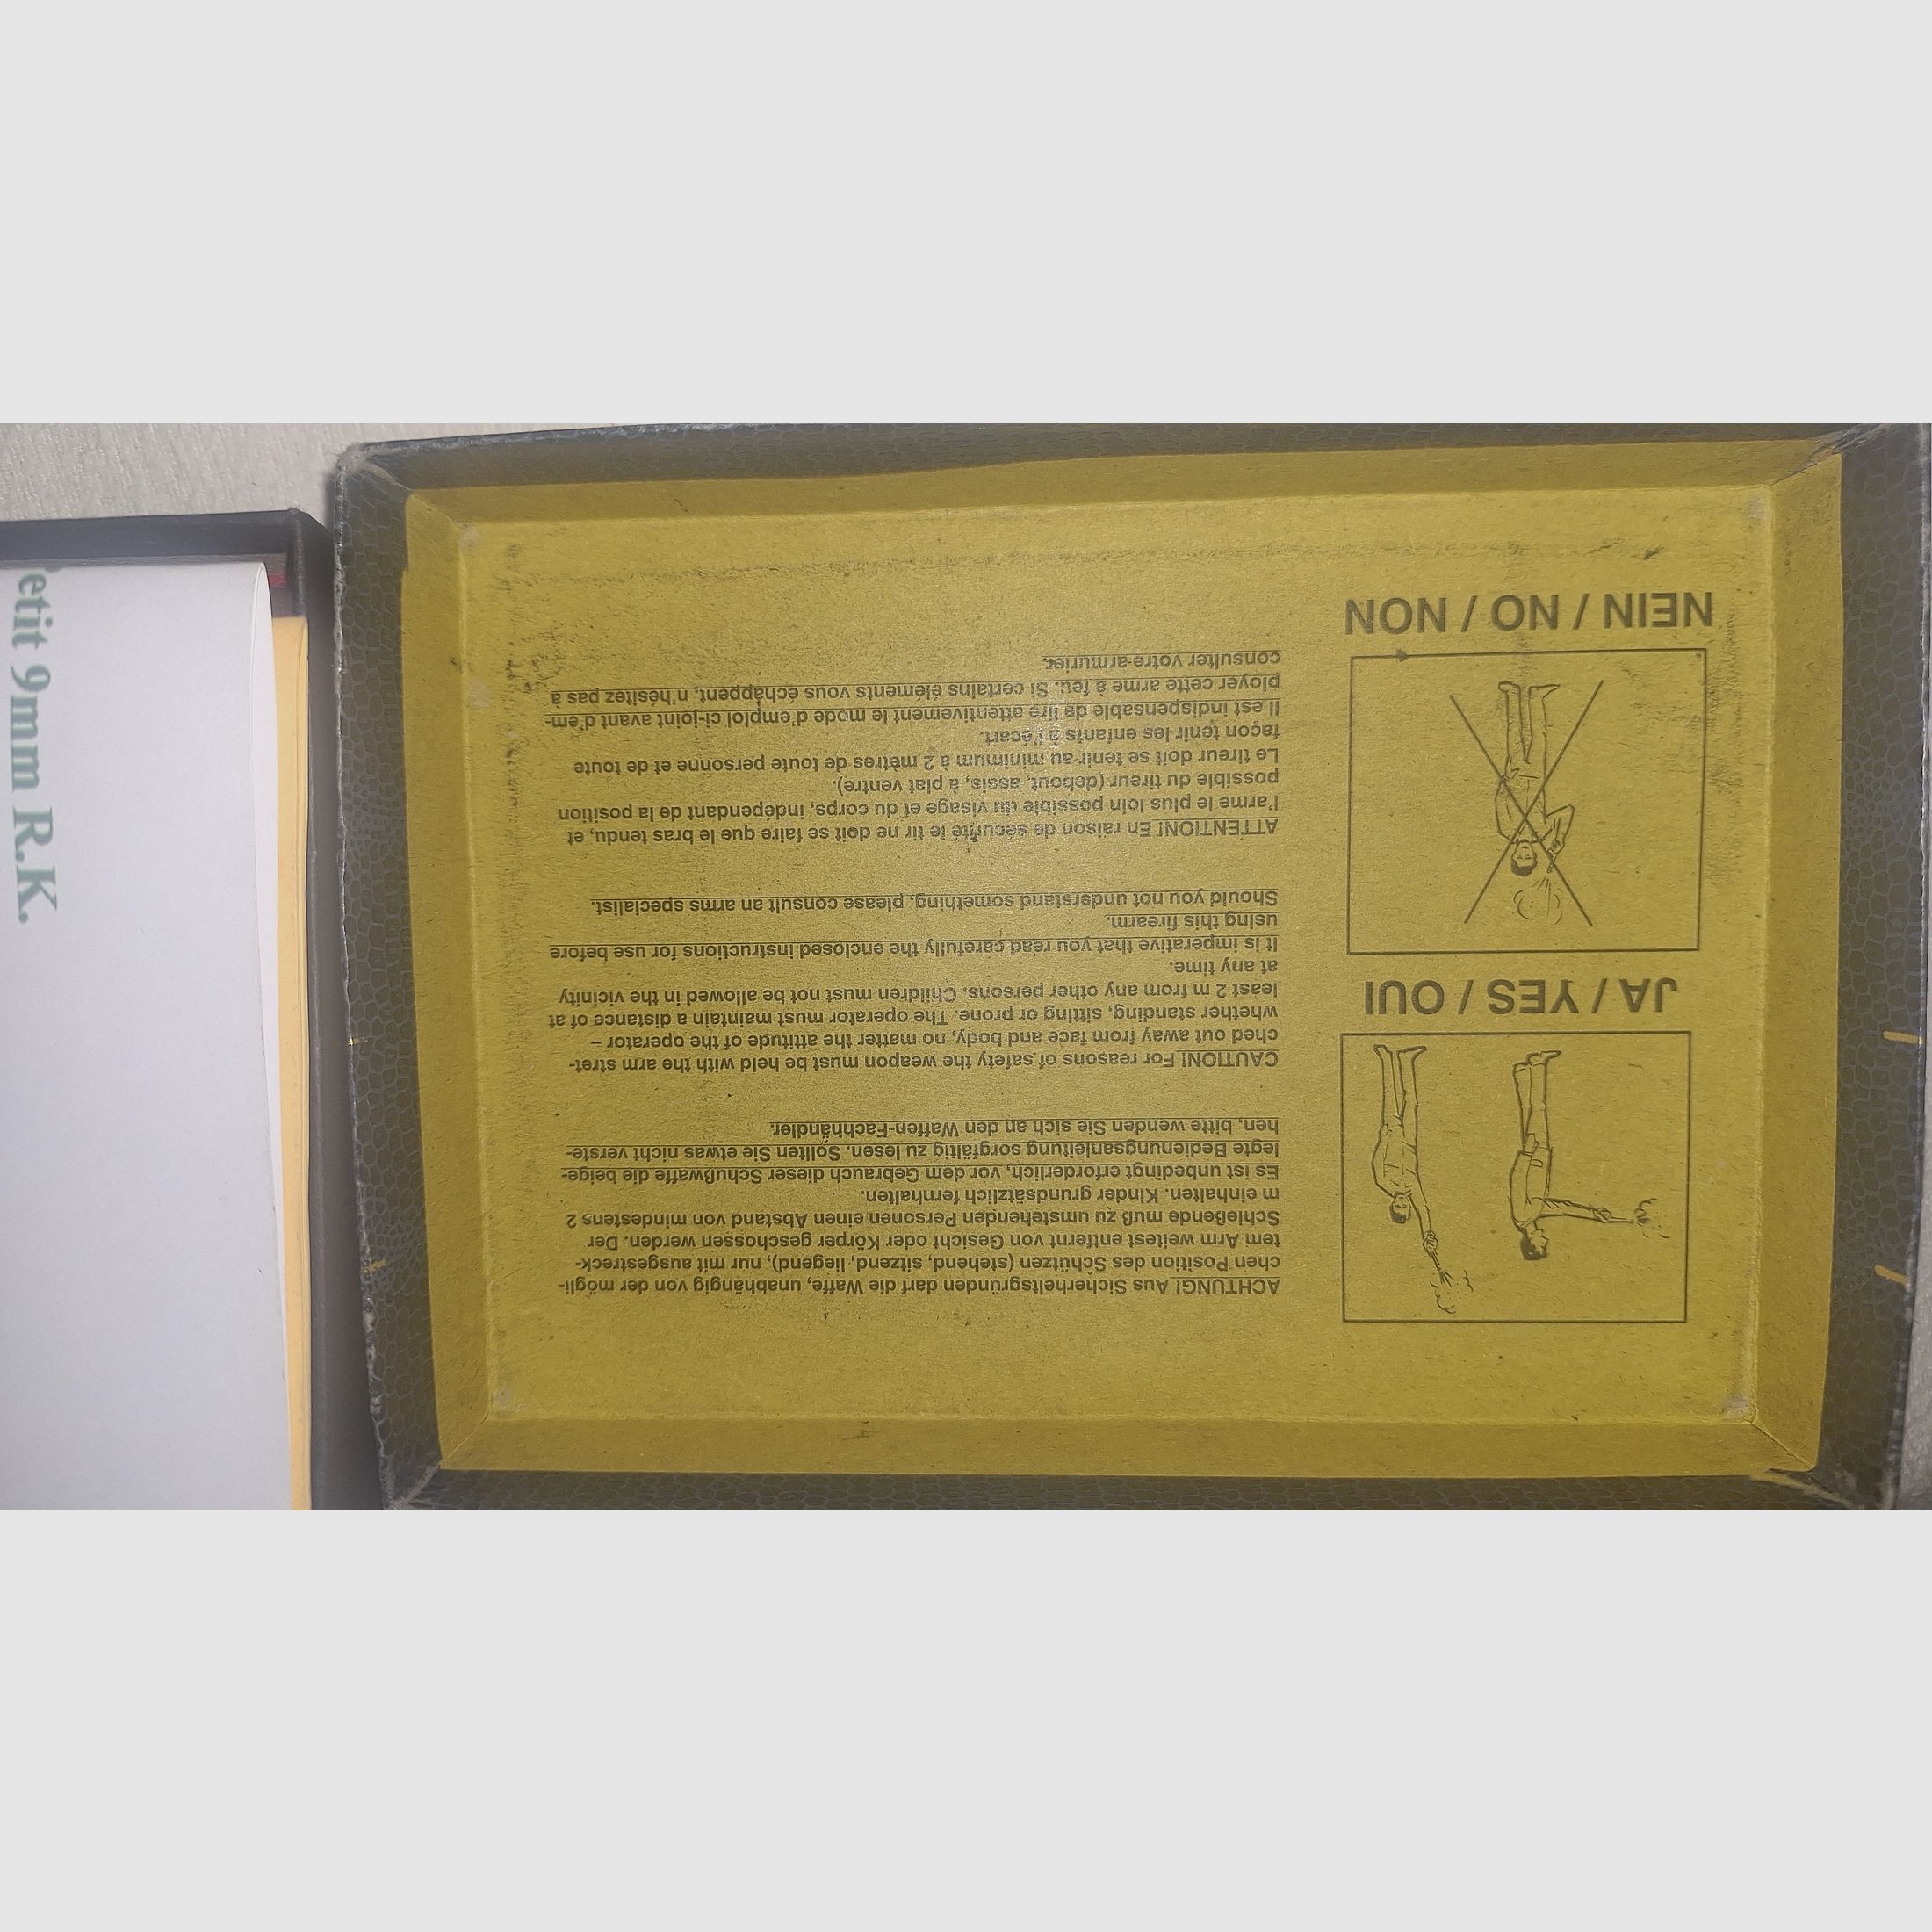 ACHTUNG! Aus Sicherheitsgründen darf die Waffe, unabhängig von der mögli-
chen Position des Schützen (stehend, sitzend, liegend), nur mit ausgestreck-
tem Arm weitest entfernt von Gesicht oder Körper geschossen werden. Der
Schießende muß zu umstehenden Personen einen Abstand von mindestens 2
m einhalten. Kinder grundsätzlich fernhalten.
Es ist unbedingt erforderlich, vor dem Gebrauch dieser Schußwaffe die beige-
legte Bedienungsanleitung sorgfältig zu lesen. Sollten Sie etwas nicht verste-
hen, bitte wenden Sie sich an den Waffen-Fachhändler.
CAUTION! For reasons of safety the weapon must be held with the arm stret-
ched out away from face and body, no matter the attitude of the operator –
whether standing, sitting or prone. The operator must maintain a distance of at
least 2 m from any other persons. Children must not be allowed in the vicinity
at any time.
It is imperative that you read carefully the enclosed instructions for use before
using this firearm.
Should you not understand something, please consult an arms specialist.
ATTENTION! En raison de sécurité le tir ne doit se faire que le bras tendu, et
l'arme le plus loin possible du visage et du corps, indépendant de la position
possible du tireur (debout, assis, à plat ventre).
Le tireur doit se tenir au minimum à 2 mètres de toute personne et de toute
façon tenir les enfants à l'écart.
Il est indispensable de lire attentivement le mode d'emploi ci-joint avant d'em-
ployer cette arme à feu. Si certains éléments vous échappent, n'hésitez pas à
consulter votre armurier.
JA / YES / OUI
NEIN / NO / NON
etit 9mm R.K.